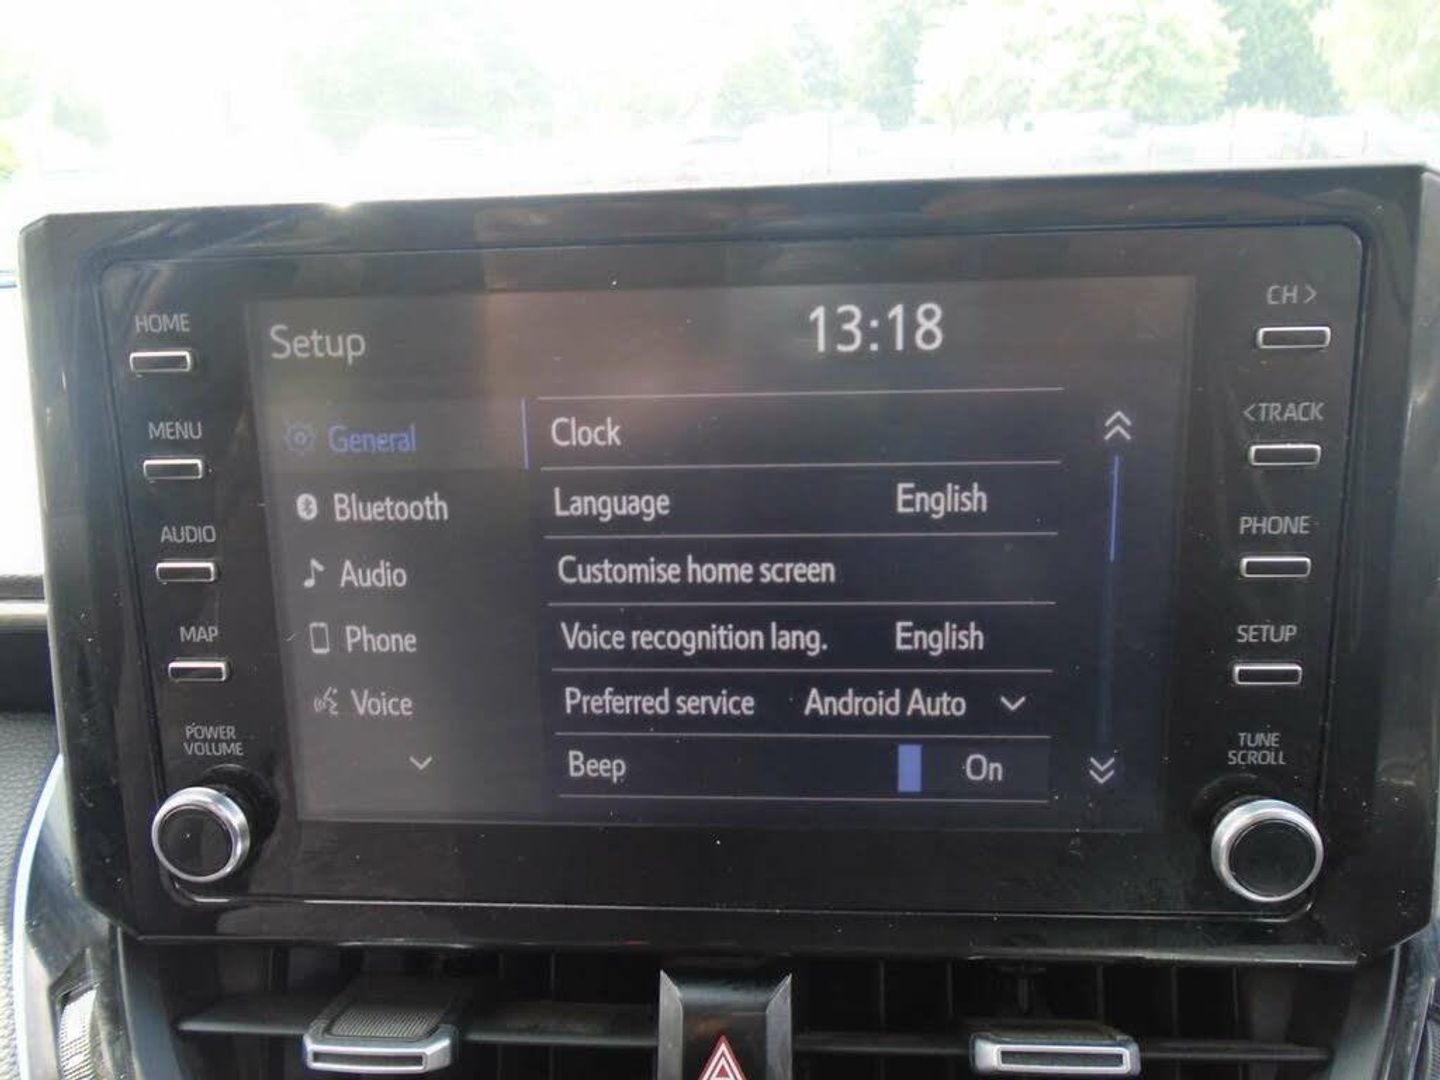 HOME
MENU
AUDIO
MAP
POWER
VOLUME
Setup
13:18
General
Bluetooth
Audio
Phone
Voice
Clock
Language English
Customise home screen
Voice recognition lang. English
Preferred service Android Auto
Beep On
CH >
<TRACK
PHONE
SETUP
TUNE
SCROLL